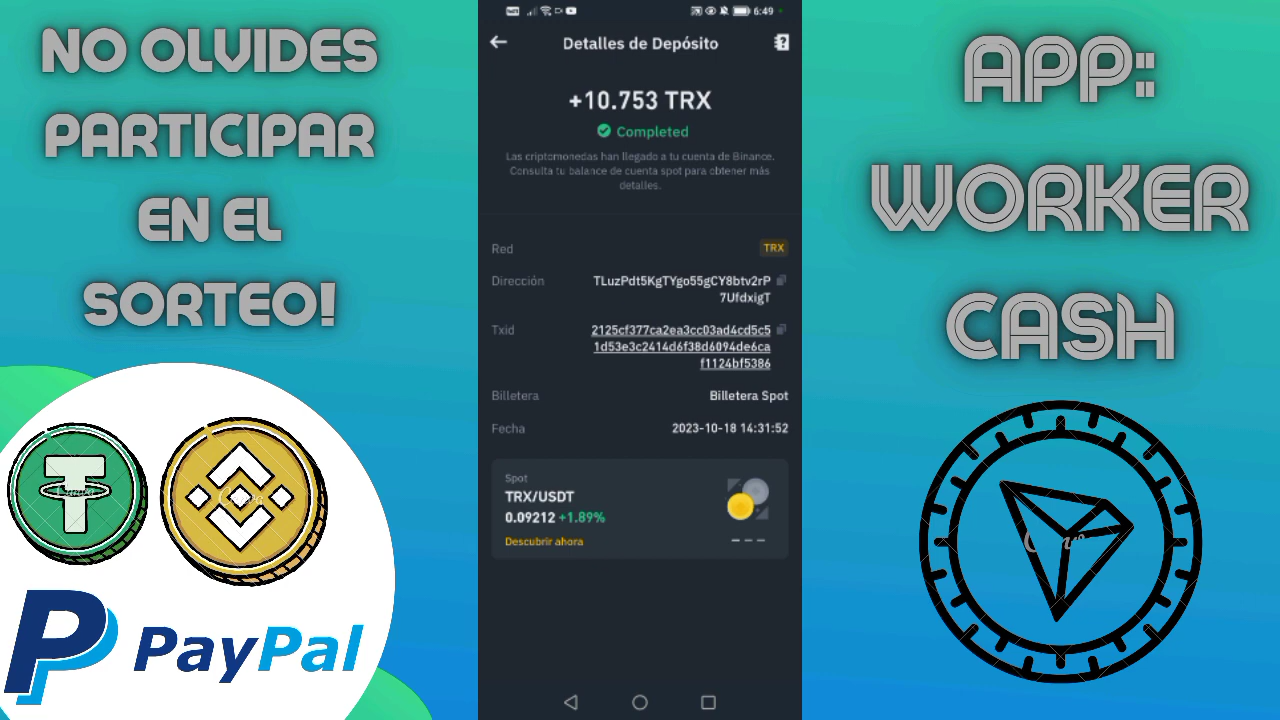 NO OLVIDES
PARTICIPAR
EN EL
SORTEO!
PayPal
6:49
Detalles de Depósito
+10.753 TRX
Completed
Las criptomonedas han llegado a tu cuenta de Binance.
Consulta tu balance de cuenta spot para obtener más
detalles.
Red
TRX
Dirección
TLuzPdt5KgTYgo55gCY8btv2rP
7UfdxigT
Txid
2125cf377ca2ea3cc03ad4cd5c5
1d53e3c2414d6f38d6094de6ca
f1124bf5386
Billetera
Billetera Spot
Fecha
2023-10-18 14:31:52
Spot
TRX/USDT
0.09212 +1.89%
Descubrir ahora
APP:
WORKER
CASH